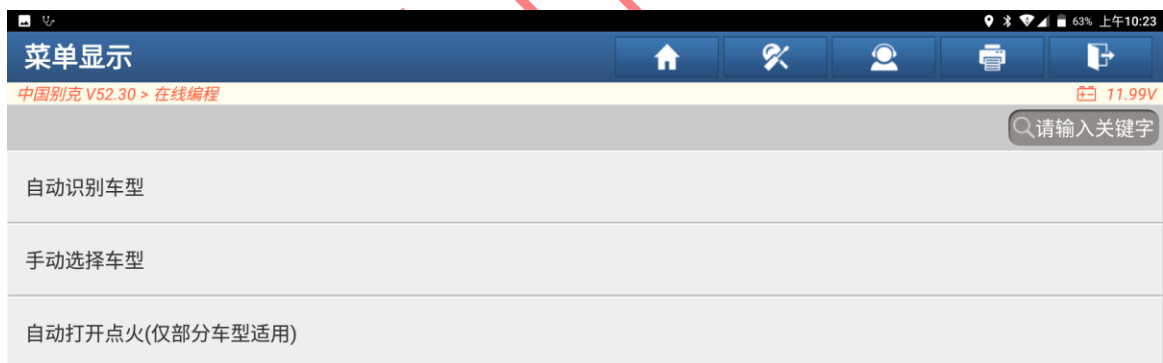 63% 上午10:23
菜单显示
中国别克 V52.30 > 在线编程 11.99V
请输入关键字
自动识别车型
手动选择车型
自动打开点火(仅部分车型适用)